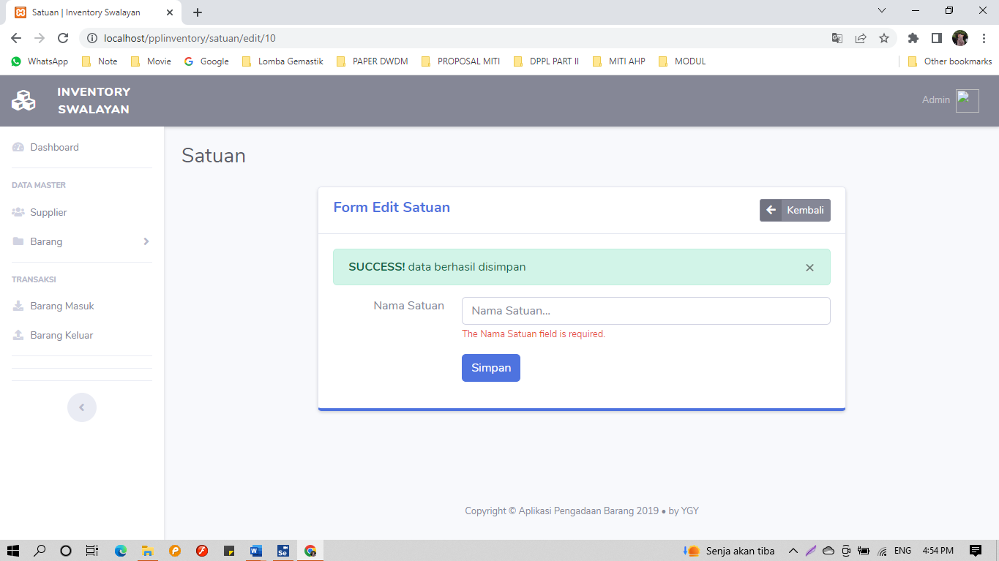 Satuan | Inventory Swalayan
localhost/pplinventory/satuan/edit/10
WhatsApp Note Movie Google Lomba Gemastik PAPER DWDM PROPOSAL MITI DPPL PART II MITI AHP MODUL Other bookmarks
INVENTORY
SWALAYAN
Admin
Dashboard
DATA MASTER
Supplier
Barang
TRANSAKSI
Barang Masuk
Barang Keluar
Satuan
Form Edit Satuan
Kembali
SUCCESS! data berhasil disimpan
Nama Satuan
Nama Satuan...
The Nama Satuan field is required.
Simpan
Copyright © Aplikasi Pengadaan Barang 2019 • by YGY
Senja akan tiba ENG 4:54 PM